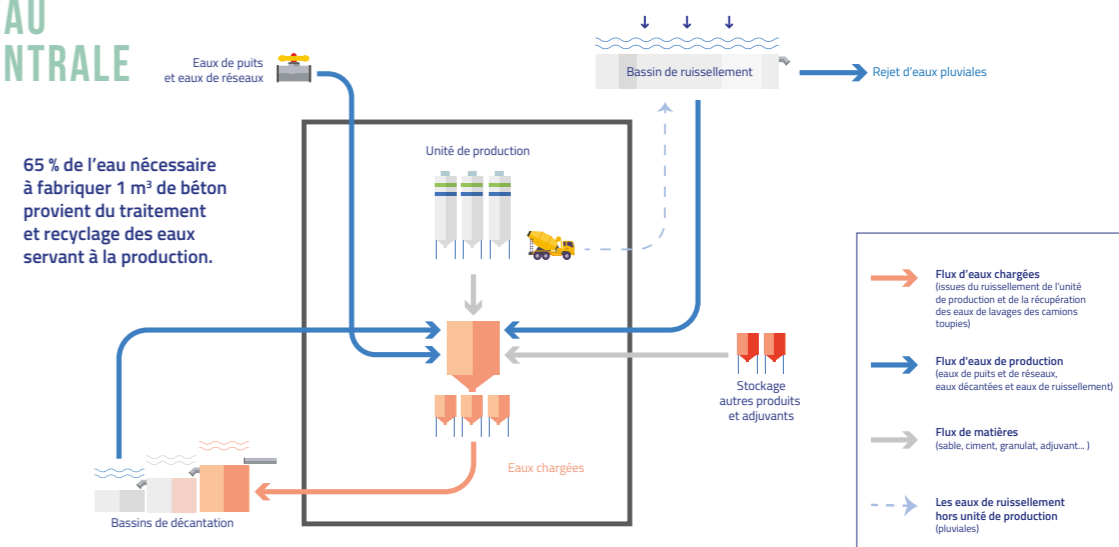 AU
NTRALE
Eaux de puits
et eaux de réseaux
Bassin de ruissellement
Rejet d'eaux pluviales
65 % de l'eau nécessaire
à fabriquer 1 m³ de béton
provient du traitement
et recyclage des eaux
servant à la production.
Unité de production
Stockage
autres produits
et adjuvants
Eaux chargées
Bassins de décantation
Flux d'eaux chargées
(issues du ruissellement de l'unité
de production et de la récupération
des eaux de lavages des camions
toupies)
Flux d'eaux de production
(eaux de puits et de réseaux,
eaux décantées et eaux de ruissellement)
Flux de matières
(sable, ciment, granulat, adjuvant... )
Les eaux de ruissellement
hors unité de production
(pluviales)